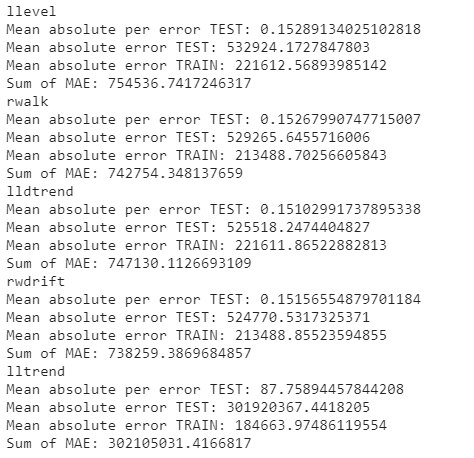 llevel
Mean absolute per error TEST: 0.15289134025102818
Mean absolute error TEST: 532924.1727847803
Mean absolute error TRAIN: 221612.56893985142
Sum of MAE: 754536.7417246317
rwalk
Mean absolute per error TEST: 0.15267990747715007
Mean absolute error TEST: 529265.6455716006
Mean absolute error TRAIN: 213488.70256605843
Sum of MAE: 742754.348137659
lldtrend
Mean absolute per error TEST: 0.15102991737895338
Mean absolute error TEST: 525518.2474404827
Mean absolute error TRAIN: 221611.86522882813
Sum of MAE: 747130.1126693109
rwdrift
Mean absolute per error TEST: 0.15156554879701184
Mean absolute error TEST: 524770.5317325371
Mean absolute error TRAIN: 213488.85523594855
Sum of MAE: 738259.3869684857
lltrend
Mean absolute per error TEST: 87.75894457844208
Mean absolute error TEST: 301920367.4418205
Mean absolute error TRAIN: 184663.97486119554
Sum of MAE: 302105031.4166817